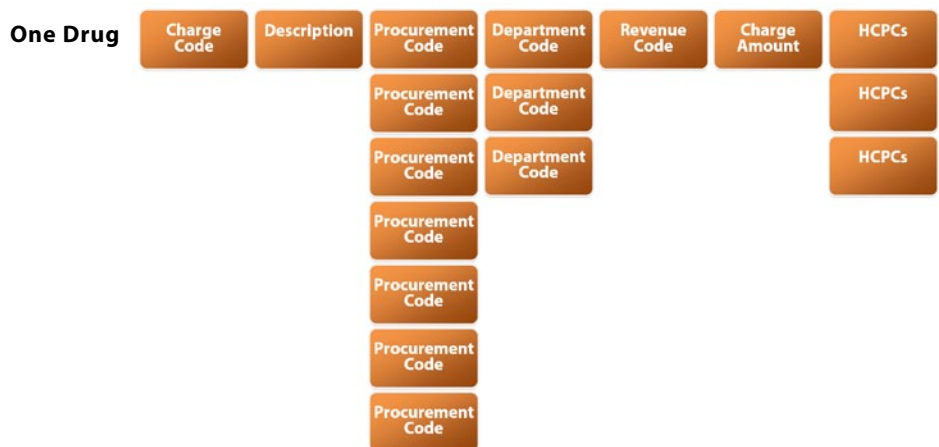 One Drug
Charge
Code
Description
Procurement
Code
Department
Code
Revenue
Code
Charge
Amount
HCPCs
Procurement
Code
Department
Code
HCPCs
Procurement
Code
Department
Code
HCPCs
Procurement
Code
Procurement
Code
Procurement
Code
Procurement
Code